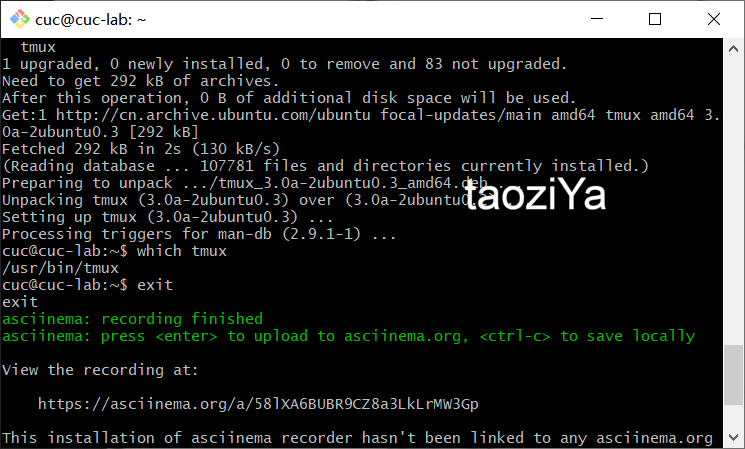 cuc@cuc-lab: ~
tmux
1 upgraded, 0 newly installed, 0 to remove and 83 not upgraded.
Need to get 292 kB of archives.
After this operation, 0 B of additional disk space will be used.
Get:1 http://cn.archive.ubuntu.com/ubuntu focal-updates/main amd64 tmux amd64 3.
0a-2ubuntu0.3 [292 kB]
Fetched 292 kB in 2s (130 kB/s)
(Reading database ... 107781 files and directories currently installed.)
Preparing to unpack .../tmux_3.0a-2ubuntu0.3_amd64.deb
taoziYa
Unpacking tmux (3.0a-2ubuntu0.3) over (3.0a-2ubuntu0.
Setting up tmux (3.0a-2ubuntu0.3) ...
Processing triggers for man-db (2.9.1-1) ...
cuc@cuc-lab:~$ which tmux
/usr/bin/tmux
cuc@cuc-lab:~$ exit
exit
asciinema: recording finished
asciinema: press <enter> to upload to asciinema.org, <ctrl-c> to save locally
View the recording at:
https://asciinema.org/a/58lXA6BUBR9CZ8a3LkLrMW3Gp
This installation of asciinema recorder hasn't been linked to any asciinema.org